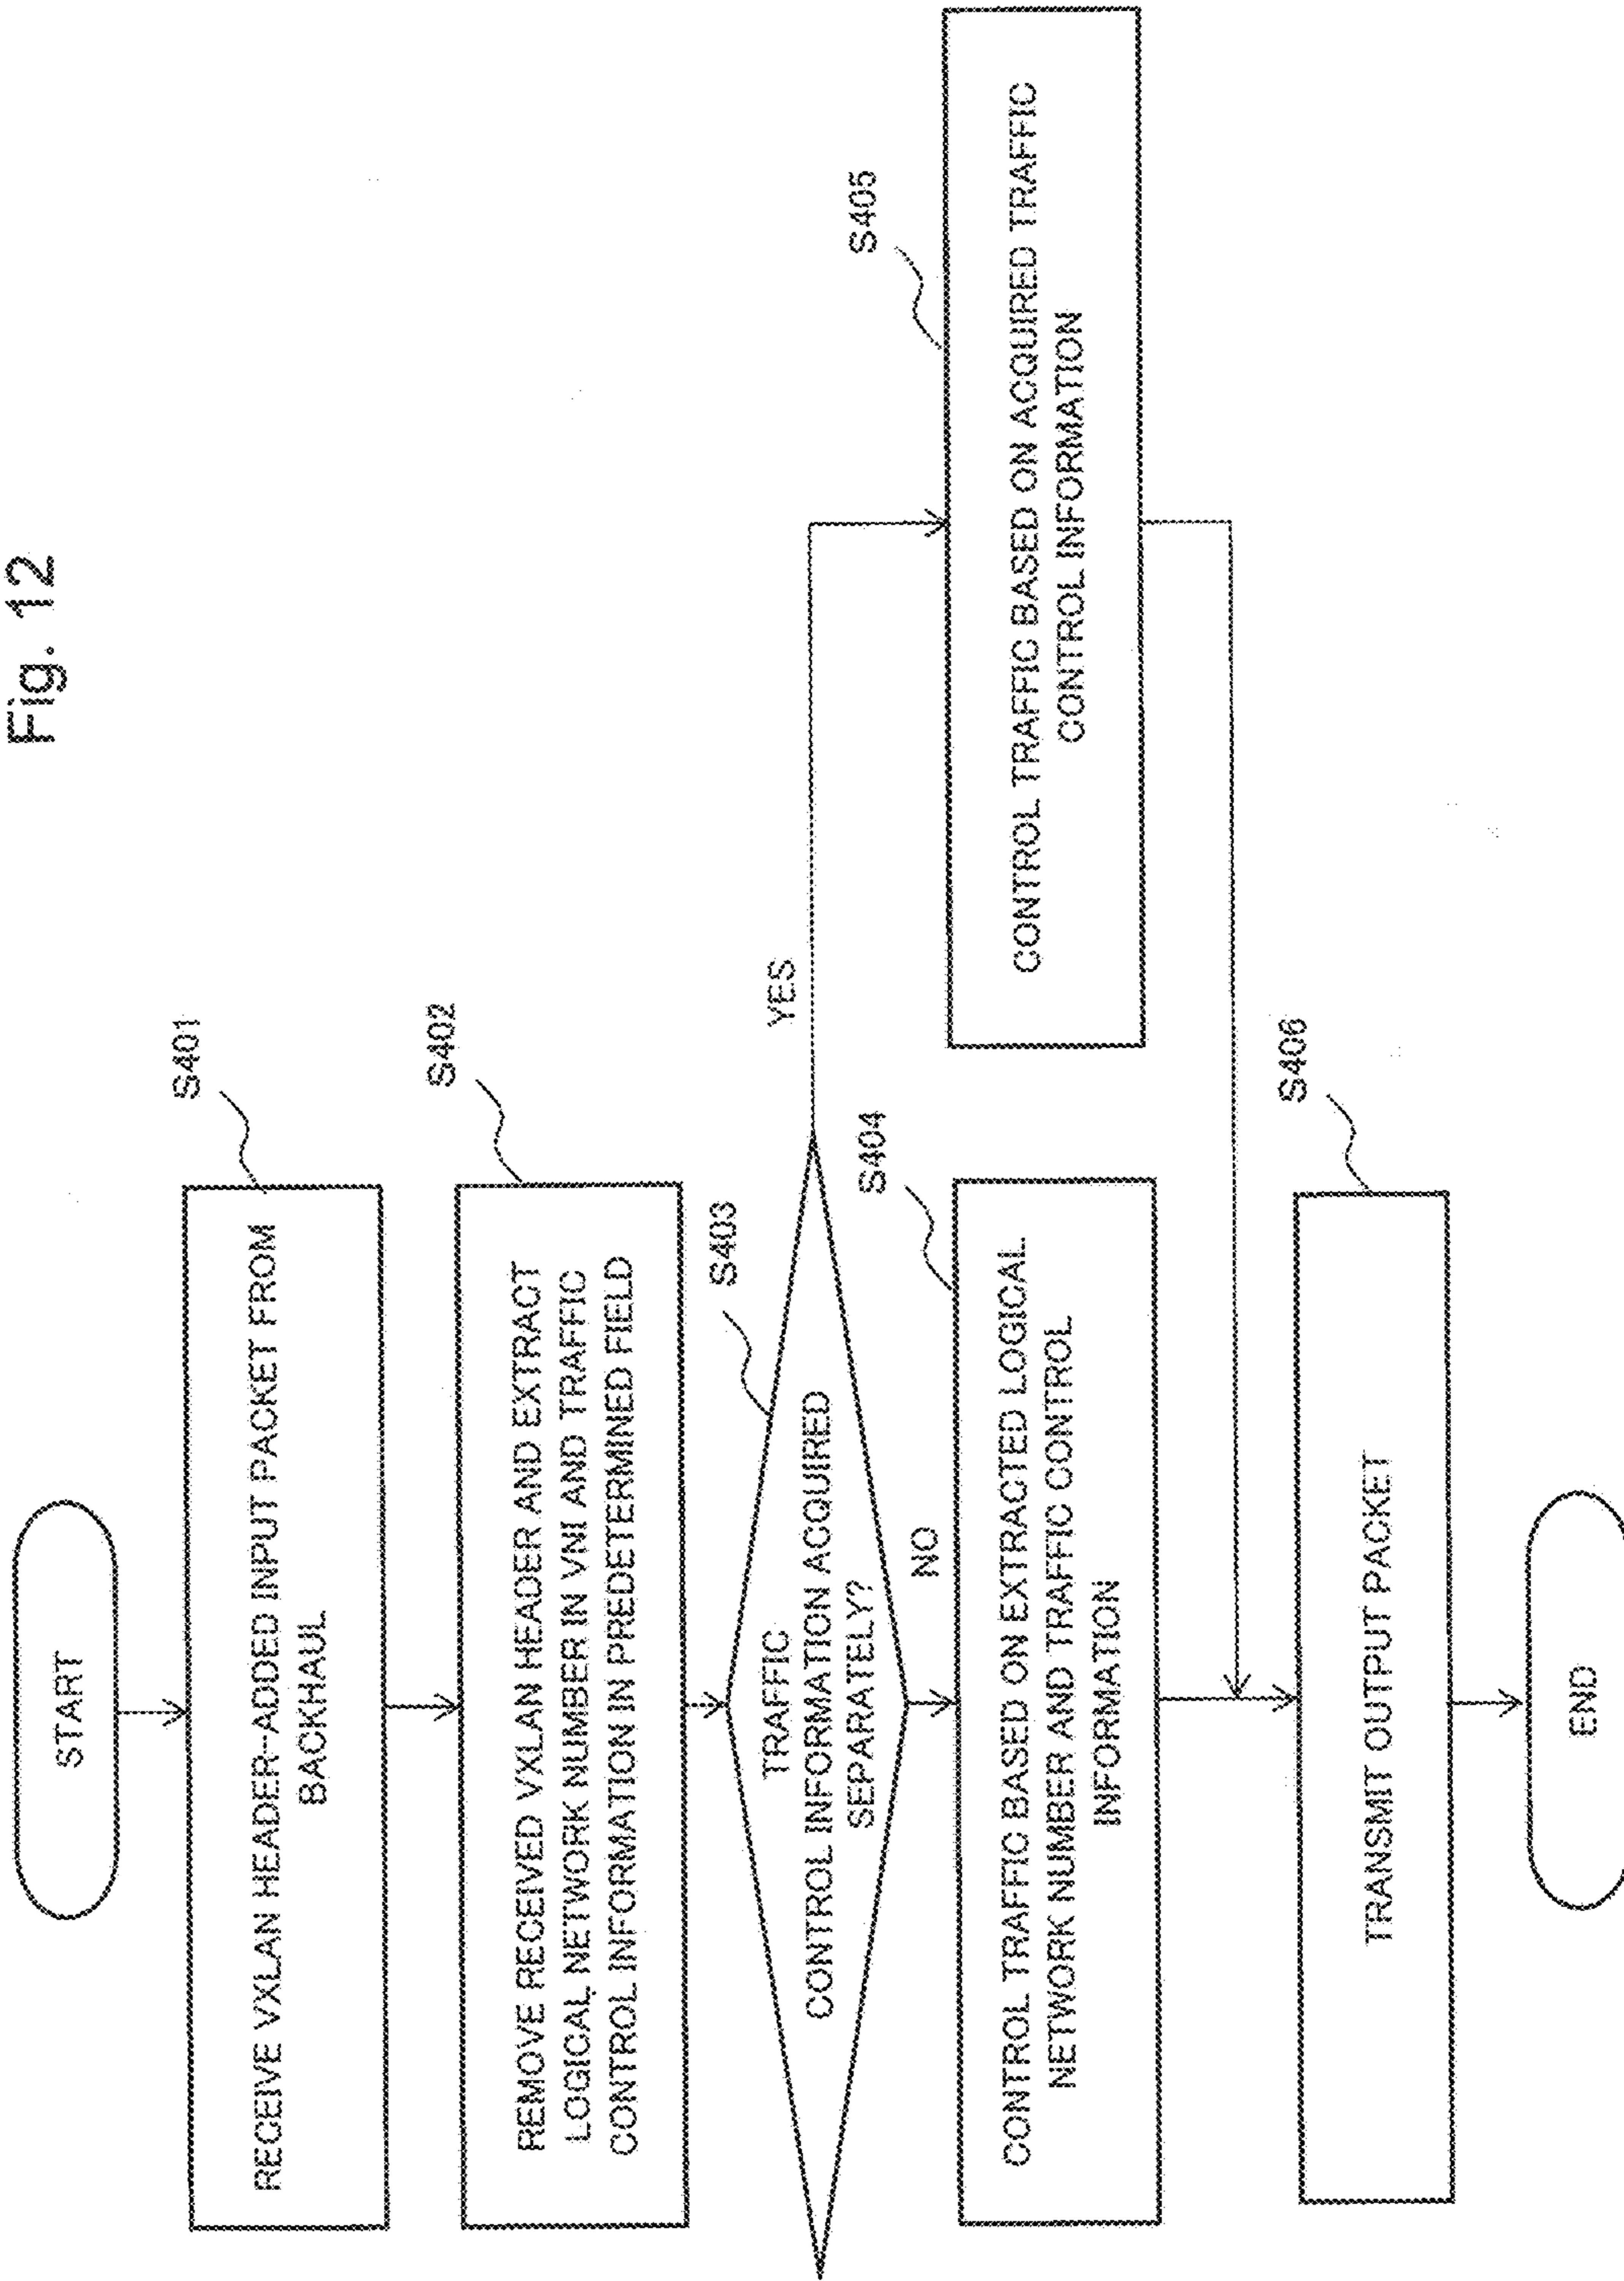 Fig. 12
START
S401
RECEIVE VXLAN HEADER-ADDED INPUT PACKET FROM
BACKHAUL
S402
REMOVE RECEIVED VXLAN HEADER AND EXTRACT
LOGICAL NETWORK NUMBER IN VNI AND TRAFFIC
CONTROL INFORMATION IN PREDETERMINED FIELD
S403
TRAFFIC
CONTROL INFORMATION ACQUIRED
SEPARATELY?
YES
NO
S404
CONTROL TRAFFIC BASED ON EXTRACTED LOGICAL
NETWORK NUMBER AND TRAFFIC CONTROL
INFORMATION
S405
CONTROL TRAFFIC BASED ON ACQUIRED TRAFFIC
CONTROL INFORMATION
S406
TRANSMIT OUTPUT PACKET
END